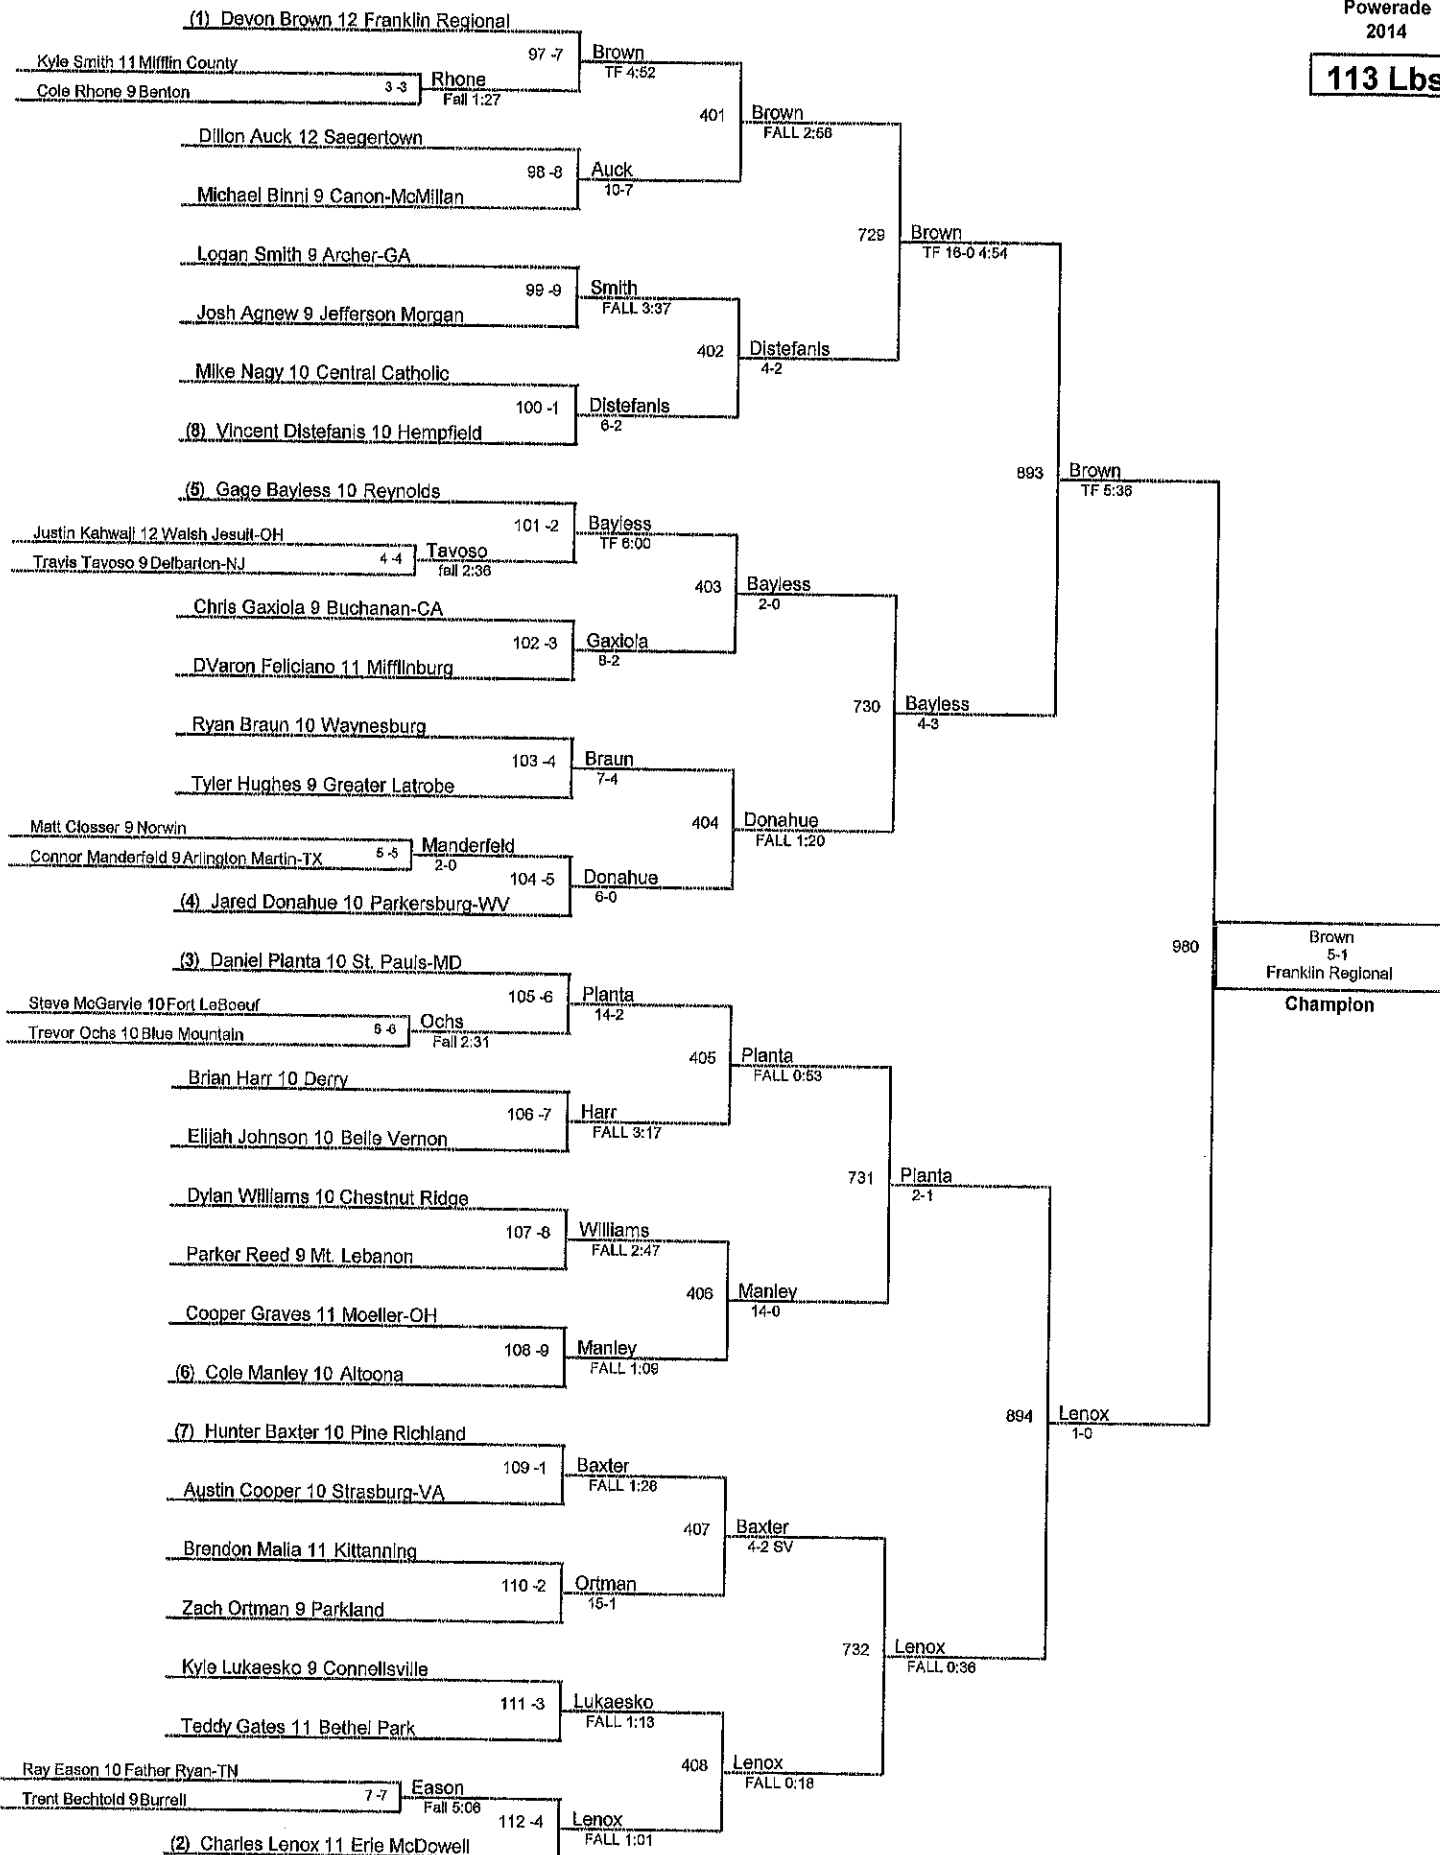 Powerade
2014
113 Lbs
(1) Devon Brown 12 Franklin Regional
97 -7
Brown
TF 4:52
Kyle Smith 11 Mifflin County
3 -3
Rhone
Fall 1:27
Cole Rhone 9 Benton
401
Brown
FALL 2:56
Dillon Auck 12 Saegertown
98 -8
Auck
10-7
Michael Binni 9 Canon-McMillan
729
Brown
TF 16-0 4:54
Logan Smith 9 Archer-GA
99 -9
Smith
FALL 3:37
Josh Agnew 9 Jefferson Morgan
402
Distefanis
4-2
Mike Nagy 10 Central Catholic
100 -1
Distefanis
6-2
(8) Vincent Distefanis 10 Hempfield
893
Brown
TF 5:36
(5) Gage Bayless 10 Reynolds
101 -2
Bayless
TF 6:00
Justin Kahwaji 12 Walsh Jesuit-OH
4 -4
Tavoso
fall 2:36
Travis Tavoso 9 Delbarton-NJ
403
Bayless
2-0
Chris Gaxiola 9 Buchanan-CA
102 -3
Gaxiola
8-2
DVaron Feliciano 11 Mifflinburg
730
Bayless
4-3
Ryan Braun 10 Waynesburg
103 -4
Braun
7-4
Tyler Hughes 9 Greater Latrobe
404
Donahue
FALL 1:20
Matt Closser 9 Norwin
5 -5
Manderfeld
2-0
Connor Manderfeld 9 Arlington Martin-TX
104 -5
Donahue
6-0
(4) Jared Donahue 10 Parkersburg-WV
980
Brown
5-1
Franklin Regional
Champion
(3) Daniel Planta 10 St. Pauls-MD
105 -6
Planta
14-2
Steve McGarvie 10 Fort LeBoeuf
6 -6
Ochs
Fall 2:31
Trevor Ochs 10 Blue Mountain
405
Planta
FALL 0:53
Brian Harr 10 Derry
106 -7
Harr
FALL 3:17
Elijah Johnson 10 Belle Vernon
731
Planta
2-1
Dylan Williams 10 Chestnut Ridge
107 -8
Williams
FALL 2:47
Parker Reed 9 Mt. Lebanon
406
Manley
14-0
Cooper Graves 11 Moeller-OH
108 -9
Manley
FALL 1:09
(6) Cole Manley 10 Altoona
894
Lenox
1-0
(7) Hunter Baxter 10 Pine Richland
109 -1
Baxter
FALL 1:28
Austin Cooper 10 Strasburg-VA
407
Baxter
4-2 SV
Brendon Malia 11 Kittanning
110 -2
Ortman
15-1
Zach Ortman 9 Parkland
732
Lenox
FALL 0:36
Kyle Lukaesko 9 Connellsville
111 -3
Lukaesko
FALL 1:13
Teddy Gates 11 Bethel Park
408
Lenox
FALL 0:18
Ray Eason 10 Father Ryan-TN
7 -7
Eason
Fall 5:06
Trent Bechtold 9 Burrell
112 -4
Lenox
FALL 1:01
(2) Charles Lenox 11 Erie McDowell